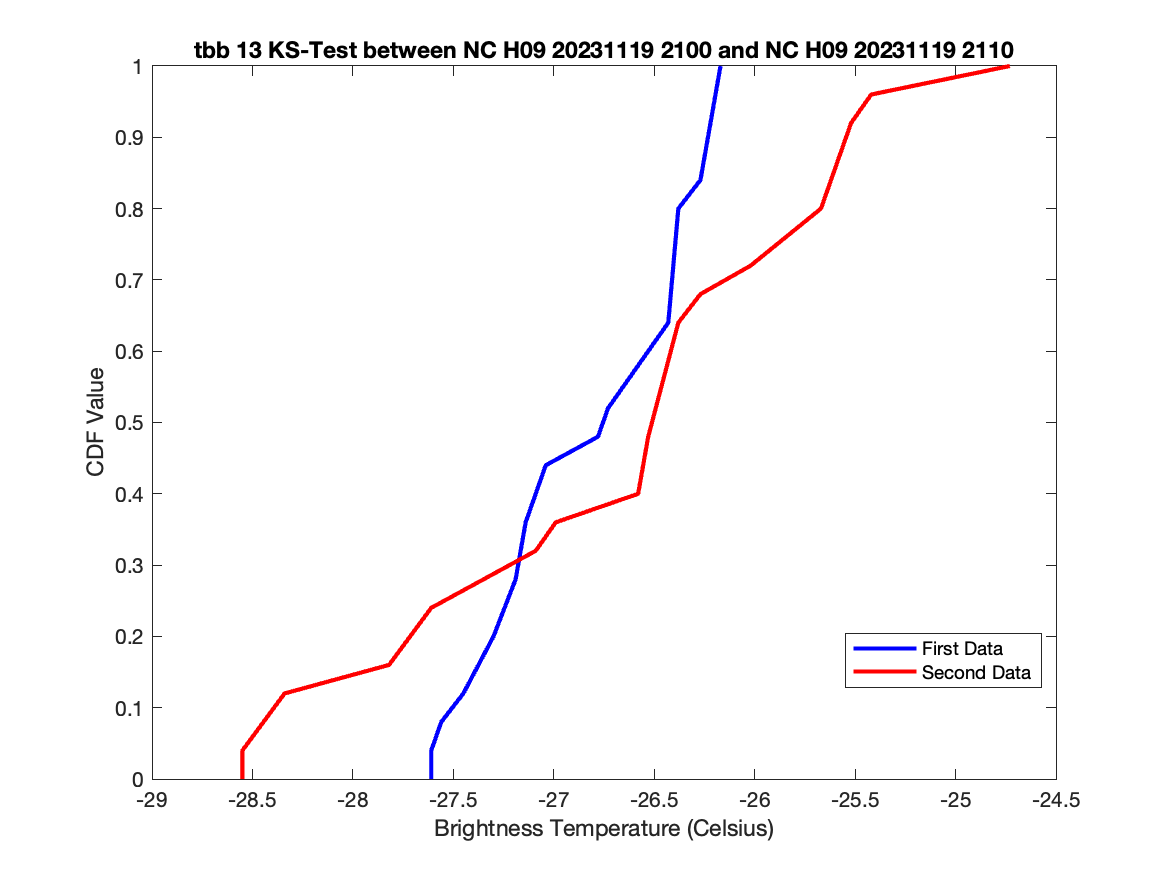 tbb 13 KS-Test between NC H09 20231119 2100 and NC H09 20231119 2110
1
0.9
0.8
0.7
0.6
0.5
0.4
0.3
0.2
0.1
0
CDF Value
First Data
Second Data
-29 -28.5 -28 -27.5 -27 -26.5 -26 -25.5 -25 -24.5
Brightness Temperature (Celsius)